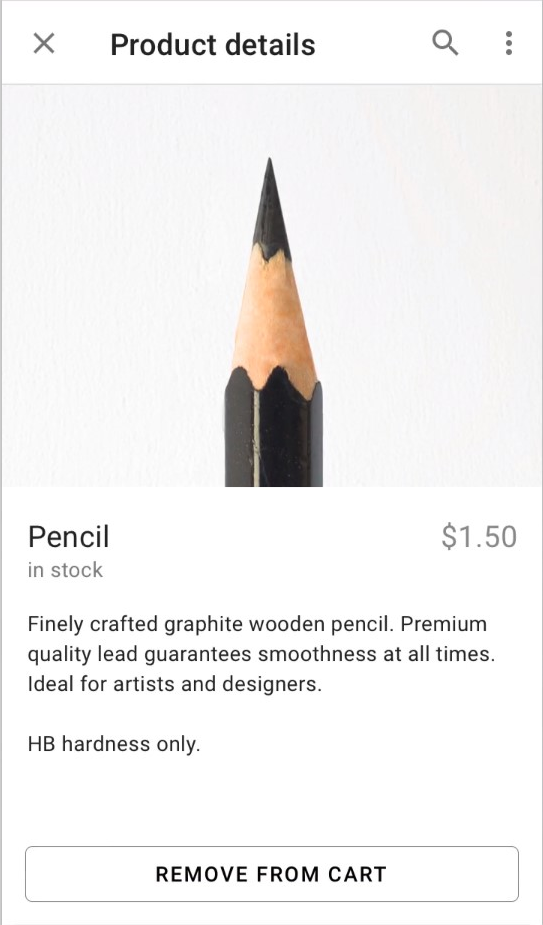 Product details
Pencil
$1.50
in stock
Finely crafted graphite wooden pencil. Premium
quality lead guarantees smoothness at all times.
Ideal for artists and designers.
HB hardness only.
REMOVE FROM CART